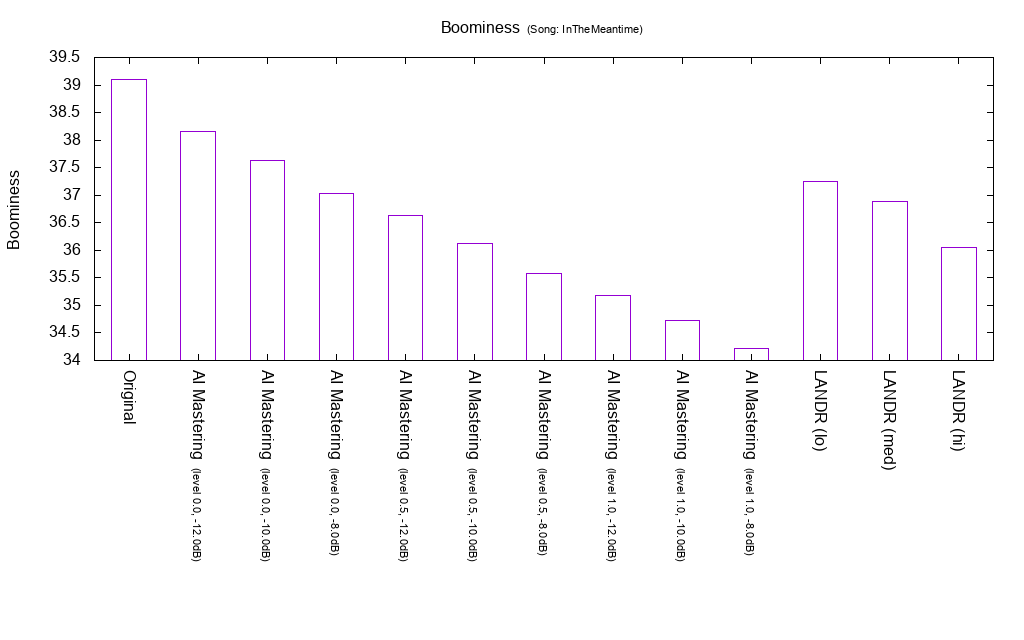 Boominess (Song: InTheMeantime)
39.5
39
38.5
38
37.5
37
36.5
36
35.5
35
34.5
34
Boominess
Original
AI Mastering (level 0.0, -12.0dB)
AI Mastering (level 0.0, -10.0dB)
AI Mastering (level 0.0, -8.0dB)
AI Mastering (level 0.5, -12.0dB)
AI Mastering (level 0.5, -10.0dB)
AI Mastering (level 0.5, -8.0dB)
AI Mastering (level 1.0, -12.0dB)
AI Mastering (level 1.0, -10.0dB)
AI Mastering (level 1.0, -8.0dB)
LANDR (lo)
LANDR (med)
LANDR (hi)